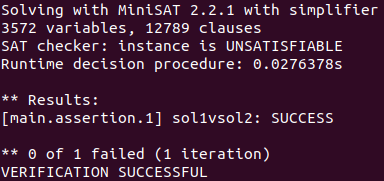 Solving with MiniSAT 2.2.1 with simplifier
3572 variables, 12789 clauses
SAT checker: instance is UNSATISFIABLE
Runtime decision procedure: 0.0276378s

** Results:
[main.assertion.1] sol1vsol2: SUCCESS

** 0 of 1 failed (1 iteration)
VERIFICATION SUCCESSFUL